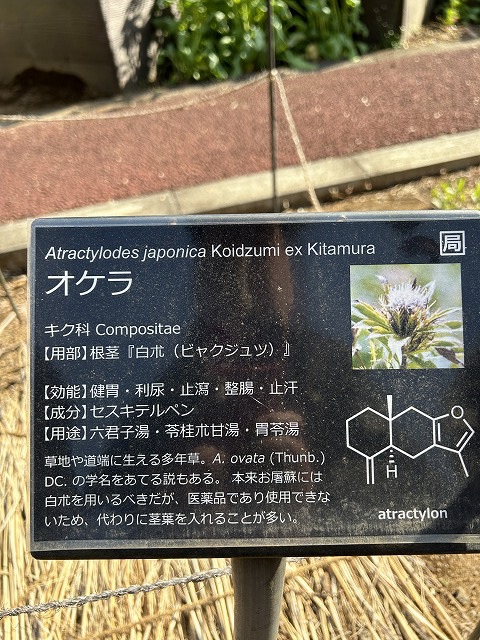 Atractylodes japonica Koidzumi ex Kitamura
局
オケラ
キク科 Compositae
【用部】根茎『白朮（ビャクジュツ）』
【効能】健胃・利尿・止瀉・整腸・止汗
【成分】セスキテルペン
【用途】六君子湯・苓桂朮甘湯・胃苓湯
草地や道端に生える多年草。A. ovata (Thunb.)
DC. の学名をあてる説もある。 本来お屠蘇には
白朮を用いるべきだが、医薬品であり使用できな
いため、代わりに茎葉を入れることが多い。
O
H
atractylon